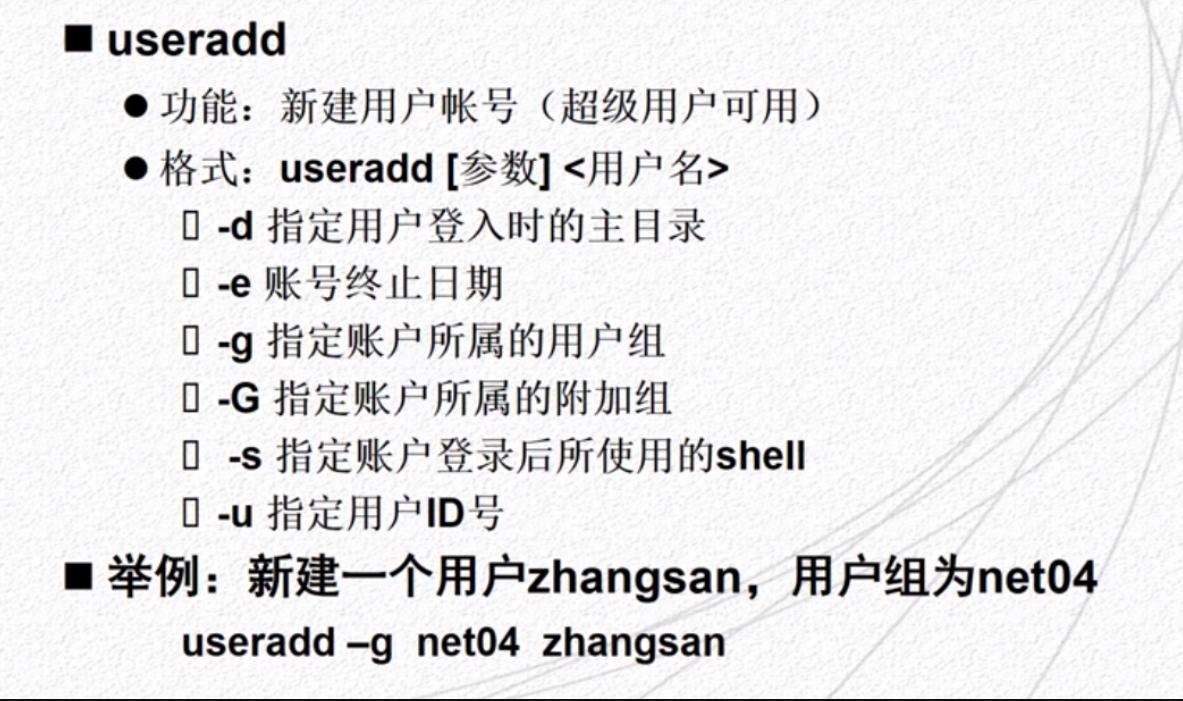 ■ useradd
● 功能：新建用户帐号（超级用户可用）
● 格式：useradd [参数] <用户名>
▯ -d 指定用户登入时的主目录
▯ -e 账号终止日期
▯ -g 指定账户所属的用户组
▯ -G 指定账户所属的附加组
▯ -s 指定账户登录后所使用的shell
▯ -u 指定用户ID号
■ 举例：新建一个用户zhangsan，用户组为net04
useradd –g net04 zhangsan